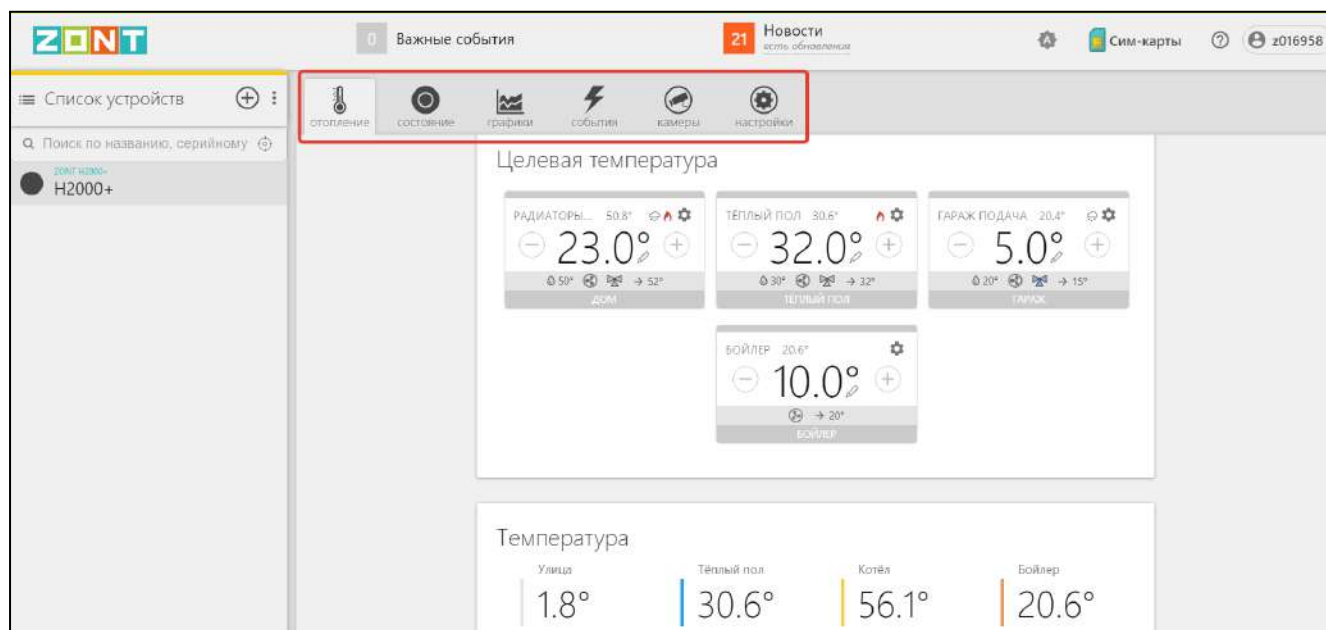 ZONT
0 Важные события
21 Новости
есть обновления
Сим-карты
z016958
Список устройств
Поиск по названию, серийному
ZONT H2000+
H2000+
отопление состояние графики события камеры настройки
Целевая температура
РАДИАТОРЫ... 50.8° ТЁПЛЫЙ ПОЛ 30.6° ГАРАЖ ПОДАЧА 20.4°
23.0° 32.0° 5.0°
50° → 52° 30° → 32° 20° → 15°
ДОМ ТЁПЛЫЙ ПОЛ ГАРАЖ
БОЙЛЕР 20.6°
10.0°
→ 20°
БОЙЛЕР
Температура
Улица Тёплый пол Котёл Бойлер
1.8° 30.6° 56.1° 20.6°